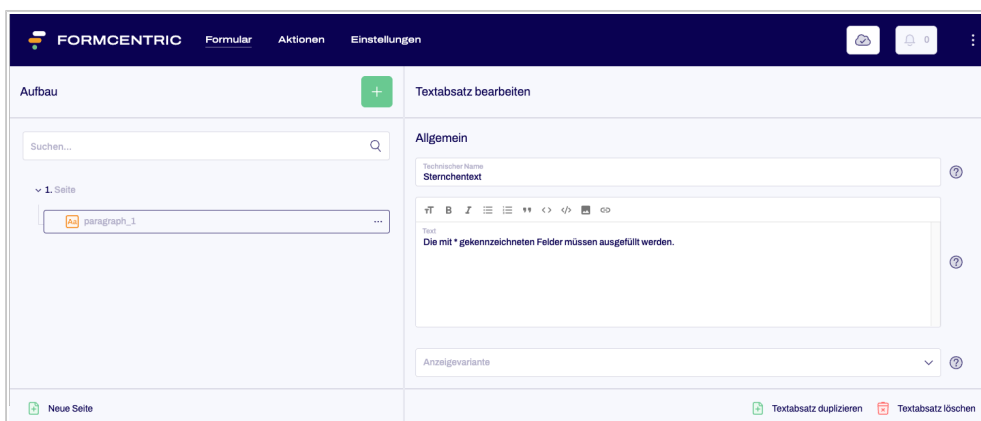 FORMCENTRIC Formular Aktionen Einstellungen 0
Aufbau
Textabsatz bearbeiten
Suchen...
1. Seite
Aa paragraph_1
Allgemein
Technischer Name
Sternchentext
Text
Die mit * gekennzeichneten Felder müssen ausgefüllt werden.
Anzeigevariante
Neue Seite
Textabsatz duplizieren Textabsatz löschen